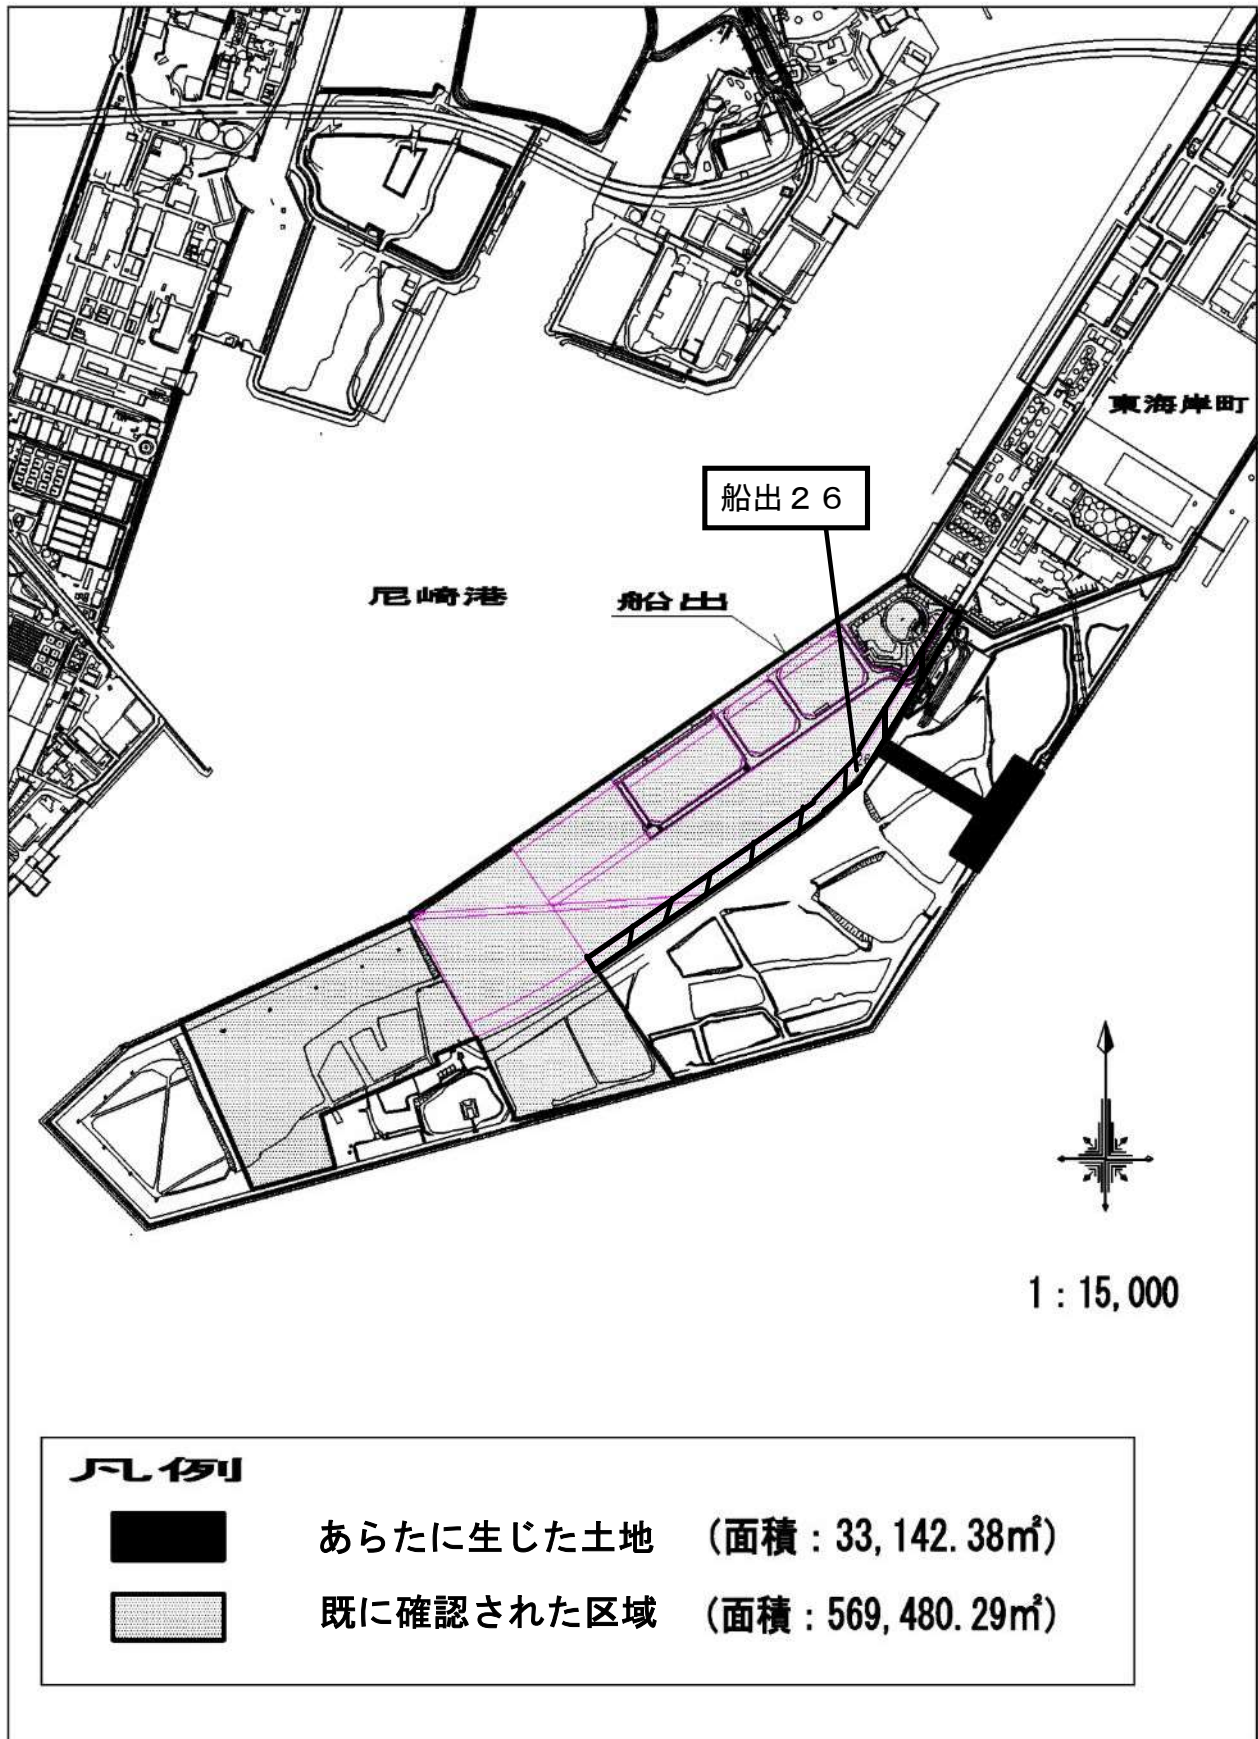 東海岸町
船出２６
尼崎港
船出
1：15,000
凡例
あらたに生じた土地 （面積：33,142.38㎡）
既に確認された区域 （面積：569,480.29㎡）